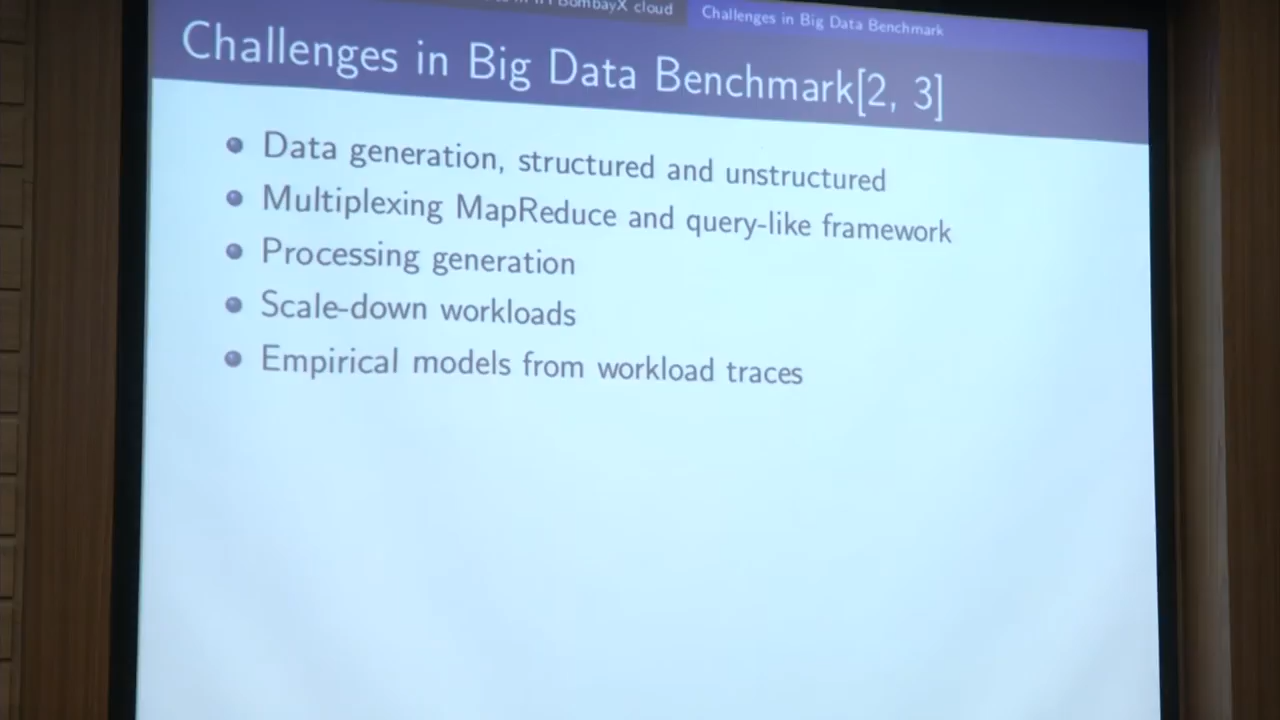 BombayX cloud
Challenges in Big Data Benchmark
Challenges in Big Data Benchmark[2, 3]
Data generation, structured and unstructured
Multiplexing MapReduce and query-like framework
Processing generation
Scale-down workloads
Empirical models from workload traces